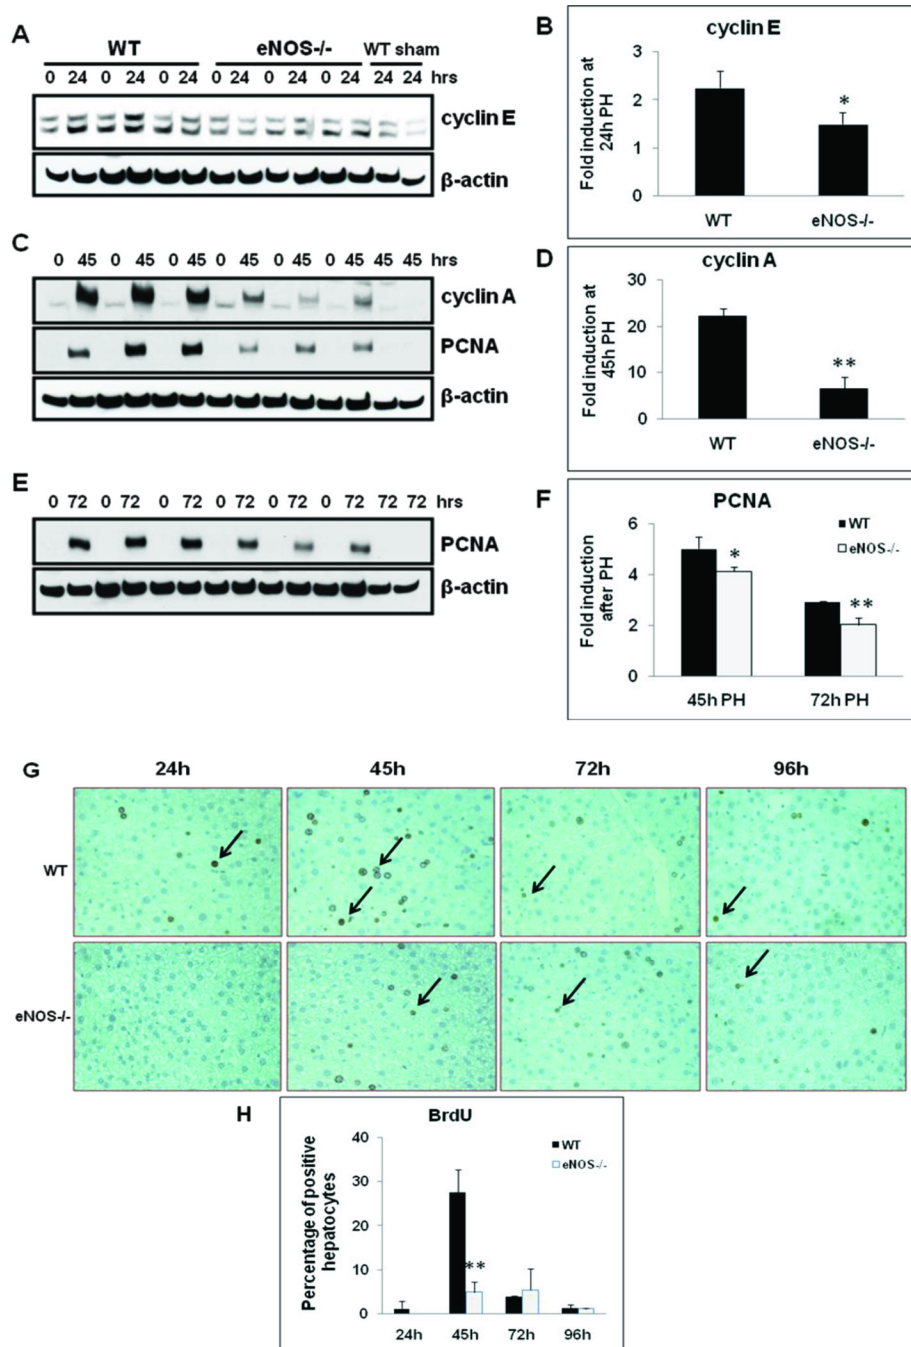 A
WT eNOS-/- WT sham
0 24 0 24 0 24 0 24 0 24 0 24 24 24 hrs
cyclin E
β-actin
B
cyclin E
Fold induction at
24h PH
3
2
1
0
*
WT eNOS-/-
C
0 45 0 45 0 45 0 45 0 45 0 45 45 45 hrs
cyclin A
PCNA
β-actin
D
cyclin A
Fold induction at
45h PH
30
20
10
0
**
WT eNOS-/-
E
0 72 0 72 0 72 0 72 0 72 0 72 72 72 hrs
PCNA
β-actin
F
PCNA
Fold induction
after PH
6
4
2
0
WT
eNOS-/-
*
**
45h PH 72h PH
G
24h 45h 72h 96h
WT
eNOS-/-
H
BrdU
Percentage of positive
hepatocytes
40
30
20
10
0
WT
eNOS-/-
**
24h 45h 72h 96h